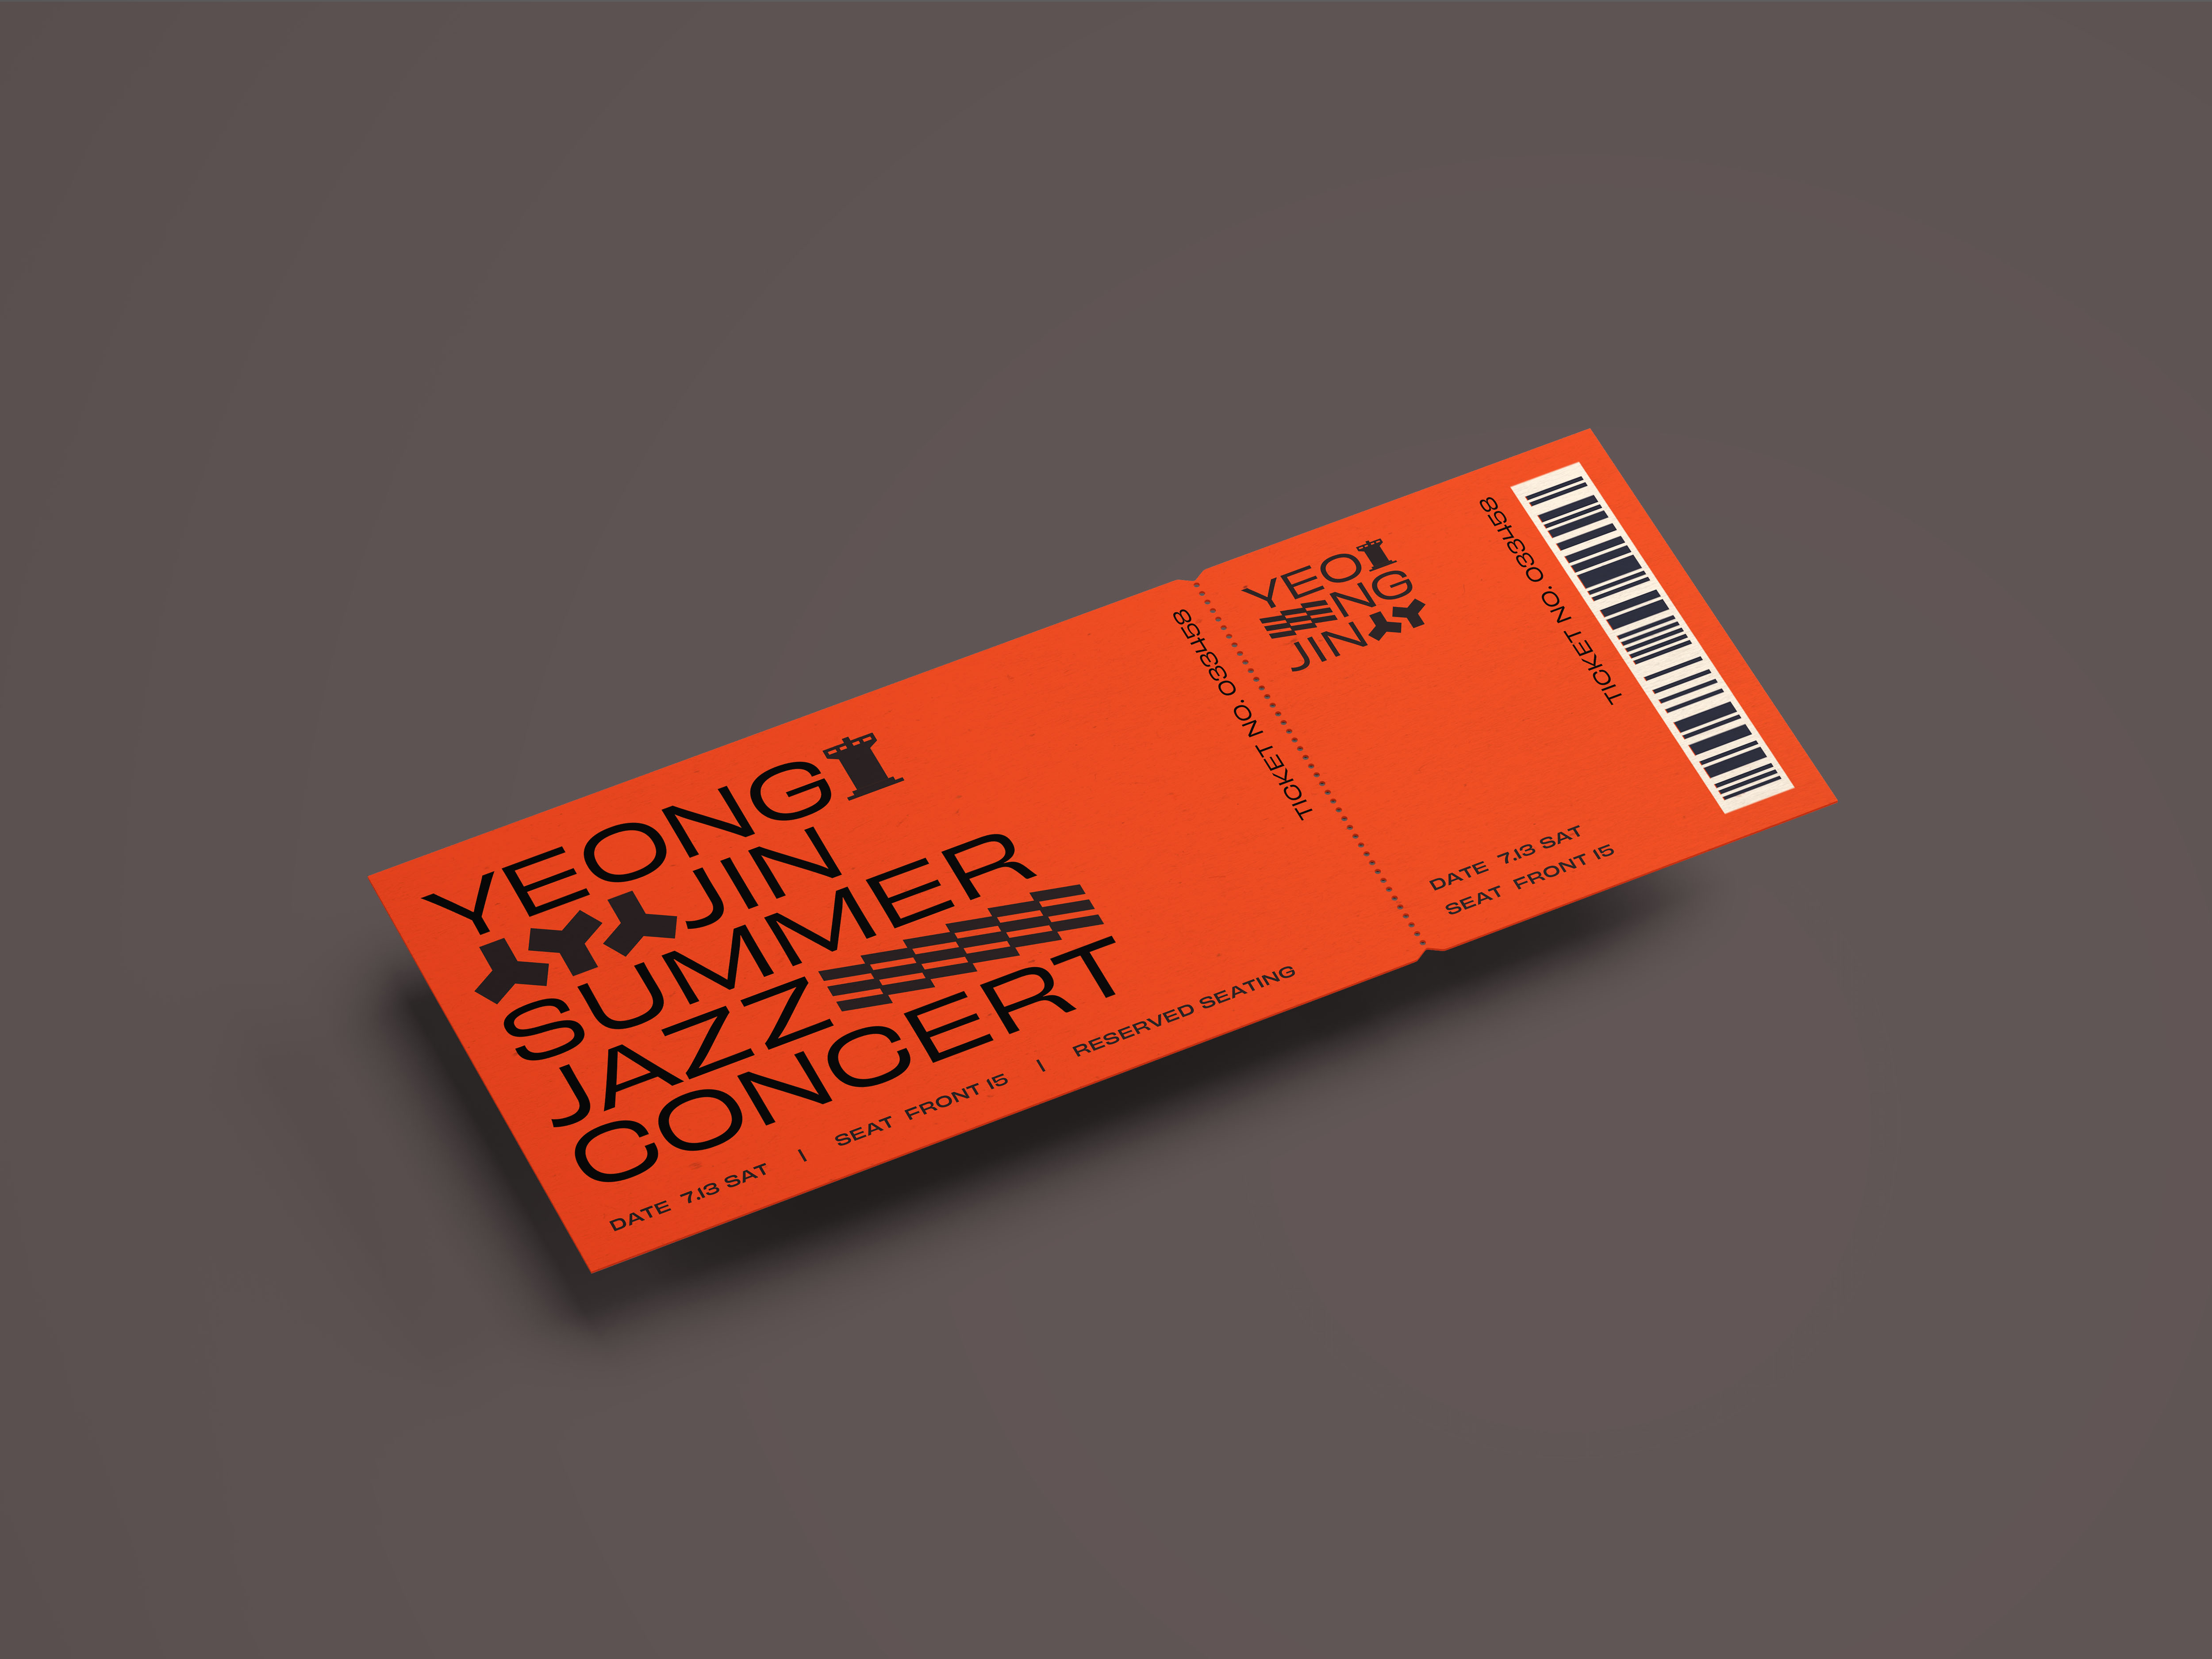 YEONG
JIN
SUMMER
JAZZ
CONCERT
DATE 7.13 SAT | SEAT FRONT 15 | RESERVED SEATING
TICKET NO. 033458
YEO
NG
JIN
DATE 7.13 SAT
SEAT FRONT 15
TICKET NO. 033458